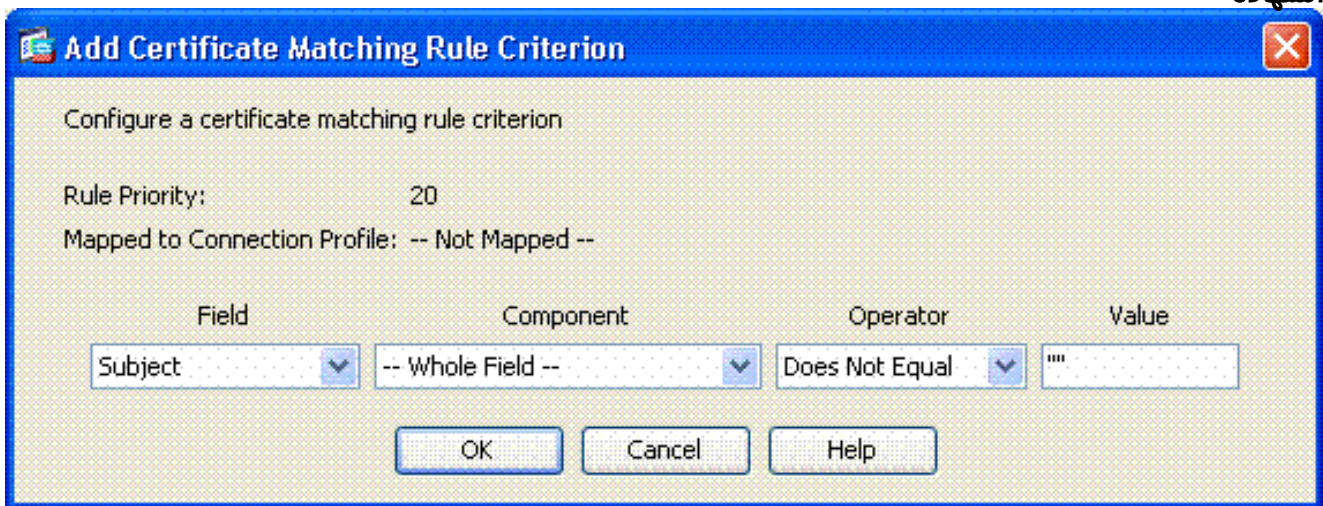 Add Certificate Matching Rule Criterion
Configure a certificate matching rule criterion
Rule Priority: 20
Mapped to Connection Profile: -- Not Mapped --
Field Component Operator Value
Subject -- Whole Field -- Does Not Equal ""
OK Cancel Help